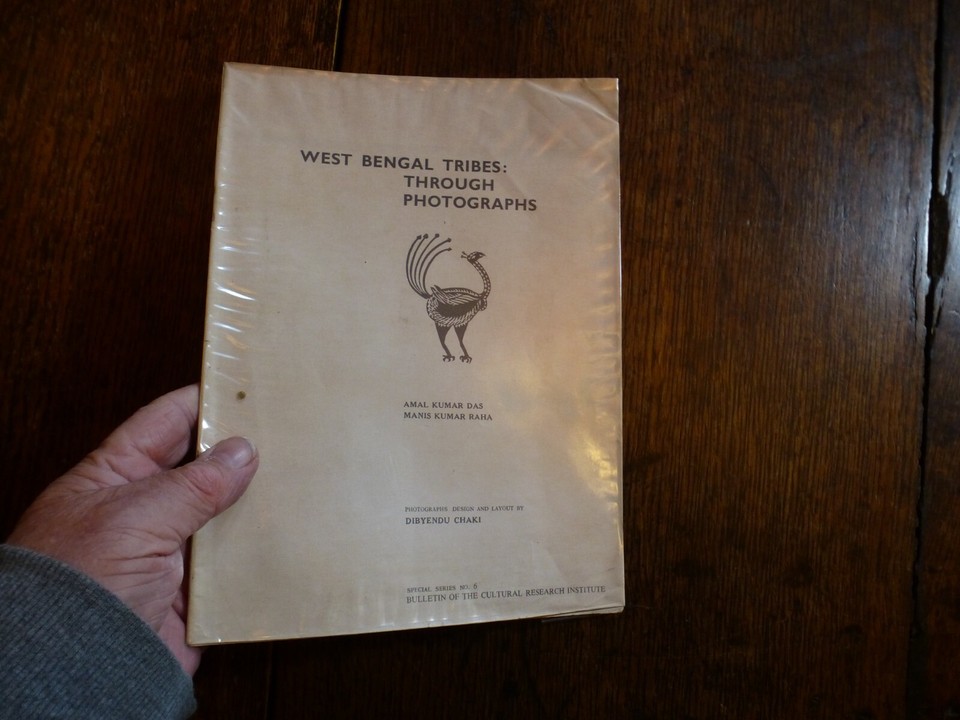 WEST BENGAL TRIBES:
THROUGH
PHOTOGRAPHS
AMAL KUMAR DAS
MANIS KUMAR RAHA
PHOTOGRAPHS DESIGN AND LAYOUT BY
DIBYENDU CHAKI
SPECIAL SERIES NO. 6
BULLETIN OF THE CULTURAL RESEARCH INSTITUTE